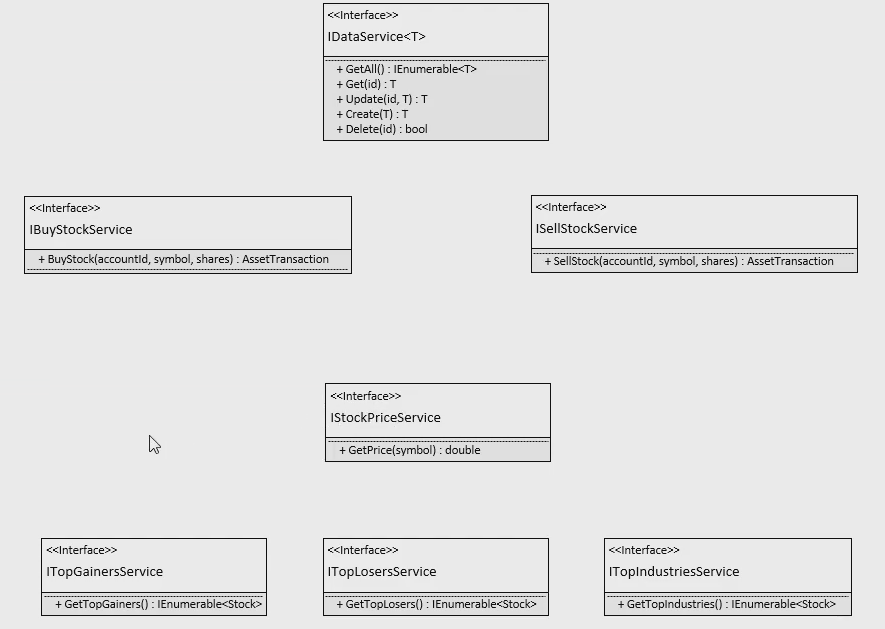 <<Interface>>
IDataService<T>
+ GetAll() : IEnumerable<T>
+ Get(id) : T
+ Update(id, T) : T
+ Create(T) : T
+ Delete(id) : bool
<<Interface>>
IBuyStockService
+ BuyStock(accountId, symbol, shares) : AssetTransaction
<<Interface>>
ISellStockService
+ SellStock(accountId, symbol, shares) : AssetTransaction
<<Interface>>
IStockPriceService
+ GetPrice(symbol) : double
<<Interface>>
ITopGainersService
+ GetTopGainers() : IEnumerable<Stock>
<<Interface>>
ITopLosersService
+ GetTopLosers() : IEnumerable<Stock>
<<Interface>>
ITopIndustriesService
+ GetTopIndustries() : IEnumerable<Stock>